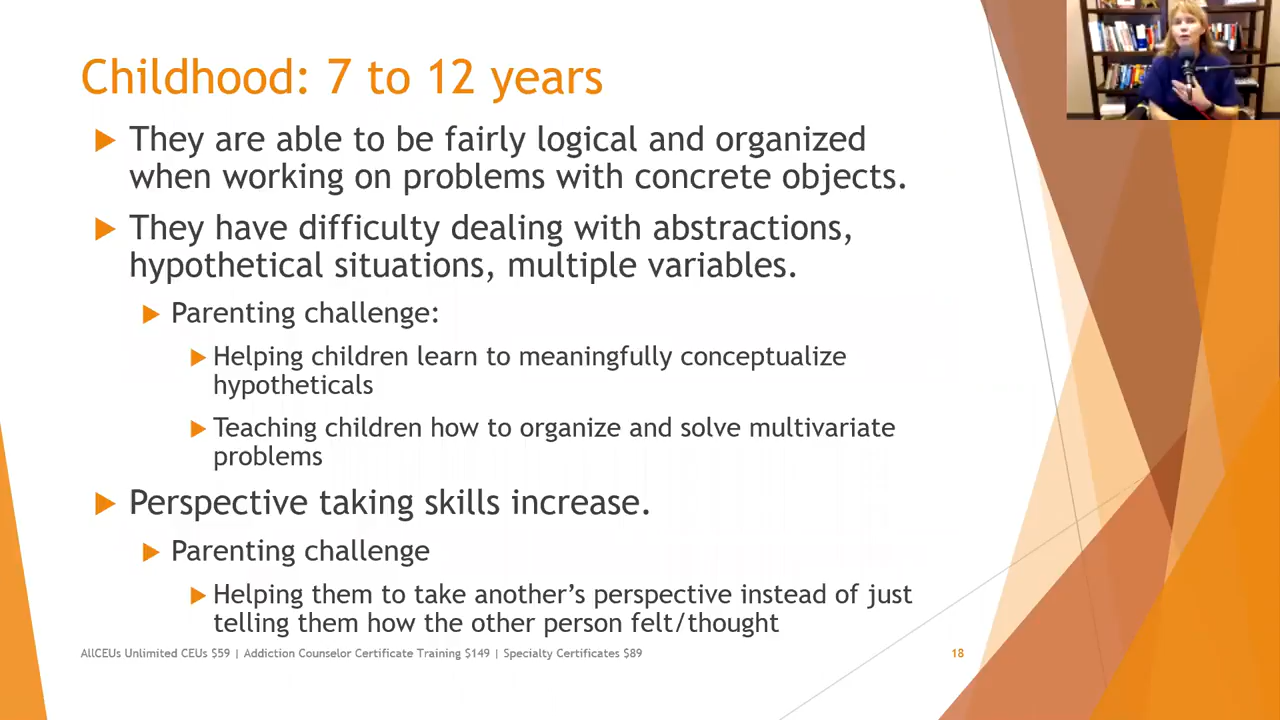 Childhood: 7 to 12 years
They are able to be fairly logical and organized
when working on problems with concrete objects.
They have difficulty dealing with abstractions,
hypothetical situations, multiple variables.
Parenting challenge:
Helping children learn to meaningfully conceptualize
hypotheticals
Teaching children how to organize and solve multivariate
problems
Perspective taking skills increase.
Parenting challenge
Helping them to take another’s perspective instead of just
telling them how the other person felt/thought
AllCEUs Unlimited CEUs $59 | Addiction Counselor Certificate Training $149 | Specialty Certificates $89
18